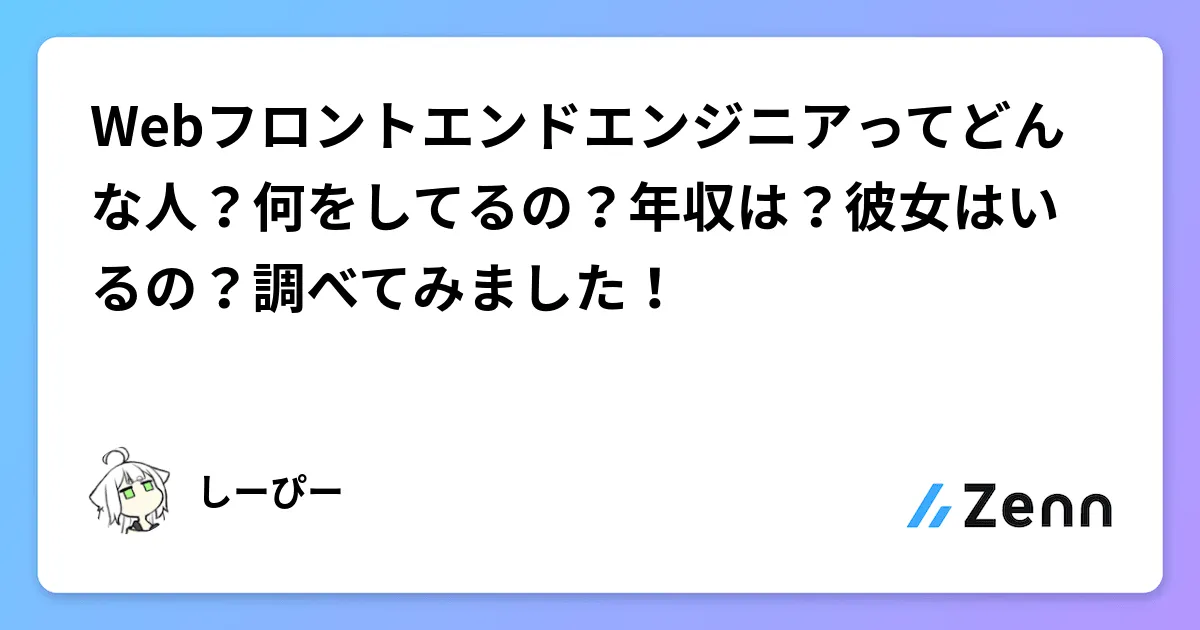 Webフロントエンドエンジニアってどん
な人？何をしてるの？年収は？彼女はい
るの？調べてみました！
しーぴー
Zenn